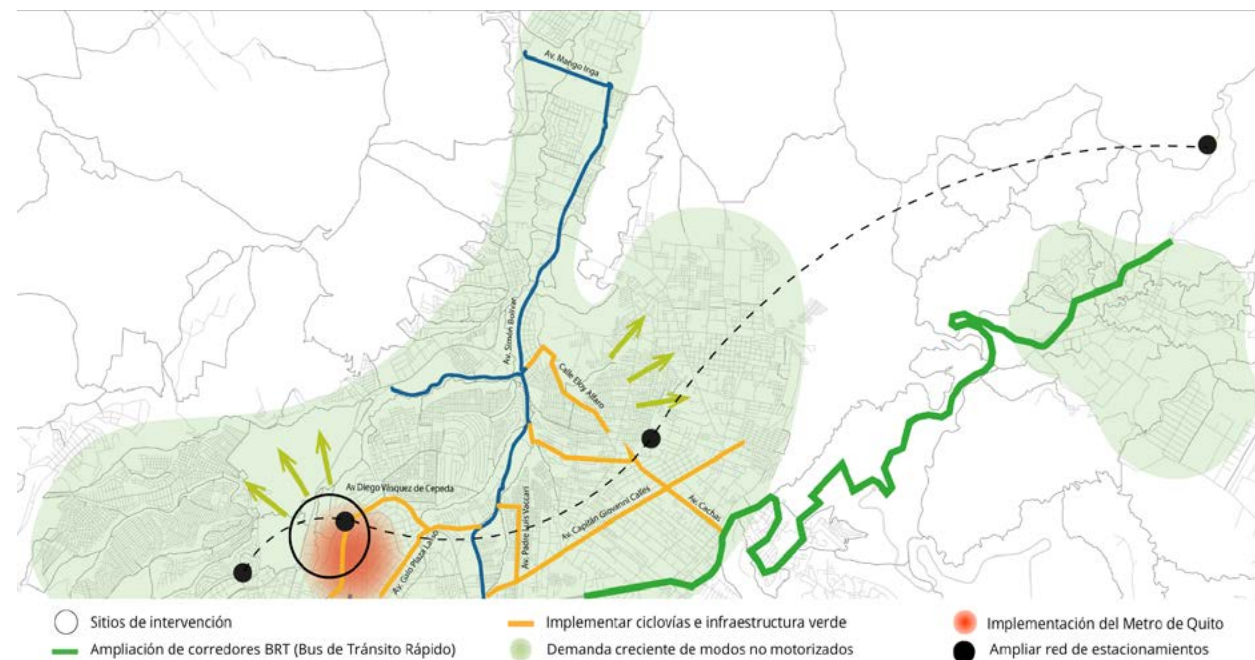 Av. Mango Inga
Av. Simón Bolívar
Calle Eloy Alfaro
Av Diego Vásquez de Cepeda
Av. Galo Plaza Lasso
Av. Padre Luis Vaccari
Av. Capitán Giovanni Calles
Av. Cachas
Sitios de intervención
Implementar ciclovías e infraestructura verde
Implementación del Metro de Quito
Ampliación de corredores BRT (Bus de Tránsito Rápido)
Demanda creciente de modos no motorizados
Ampliar red de estacionamientos